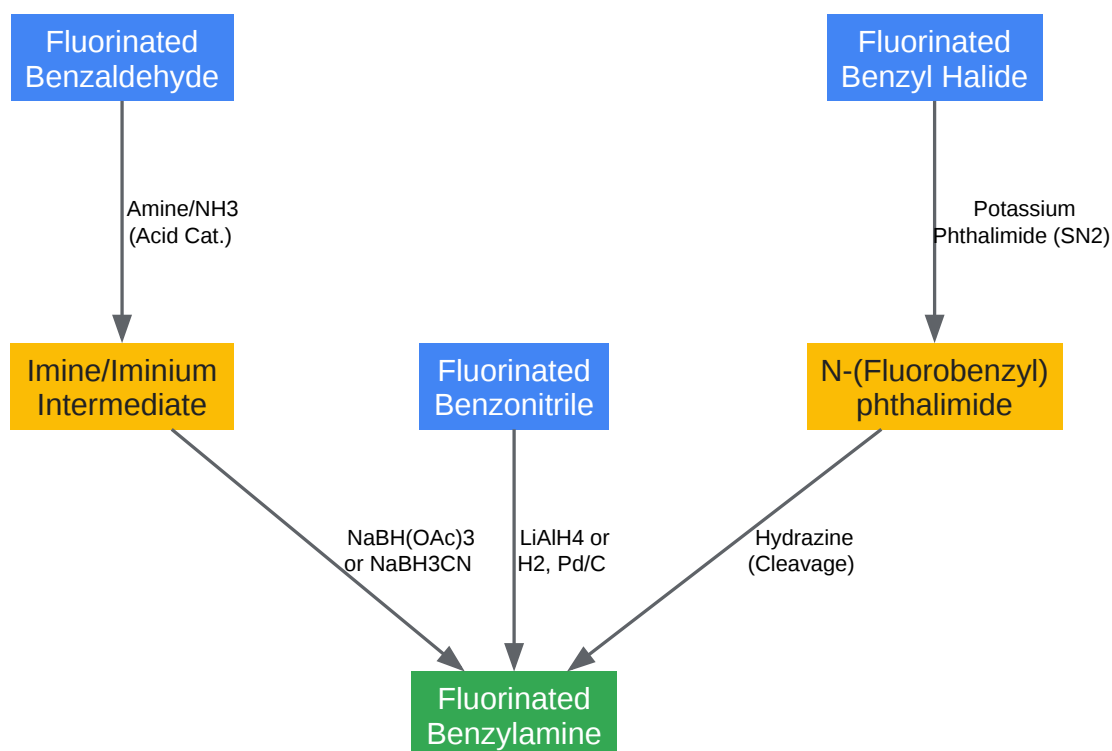 Fluorinated
Benzaldehyde
Fluorinated
Benzyl Halide
Amine/NH3
(Acid Cat.)
Potassium
Phthalimide (SN2)
Imine/Iminium
Intermediate
Fluorinated
Benzonitrile
N-(Fluorobenzyl)
phthalimide
NaBH(OAc)3
or NaBH3CN
LiAlH4 or
H2, Pd/C
Hydrazine
(Cleavage)
Fluorinated
Benzylamine